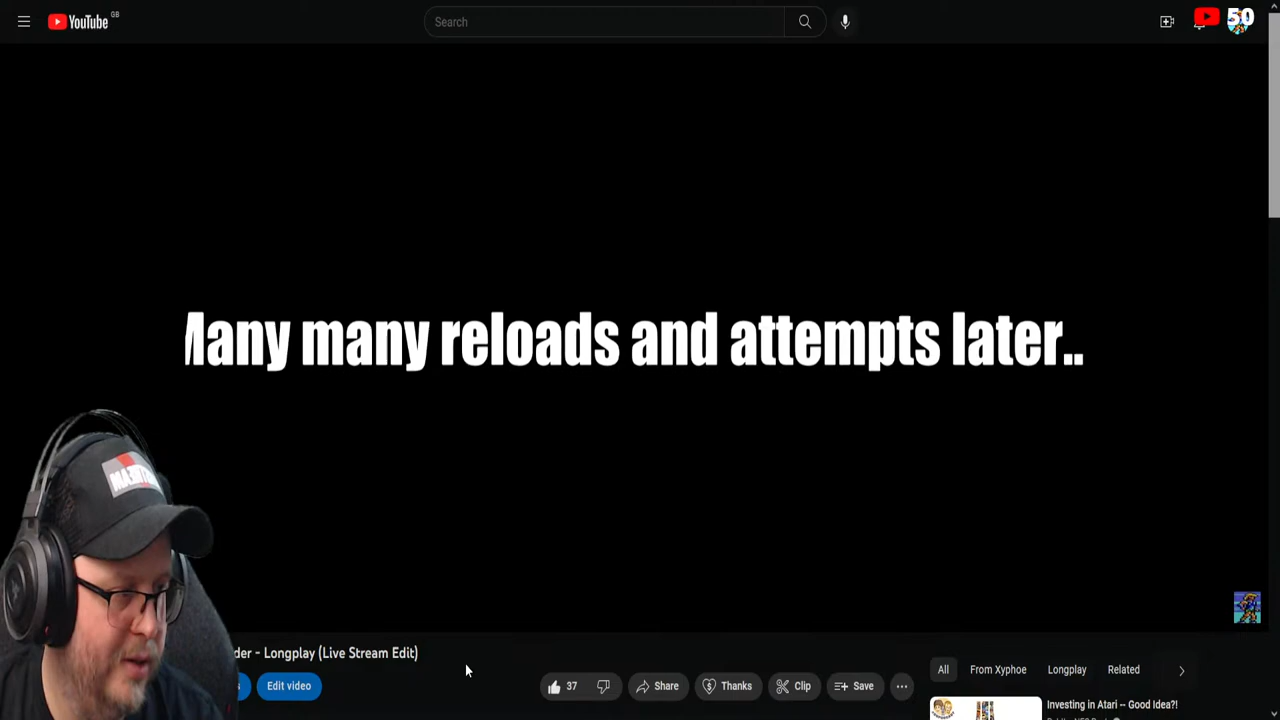 YouTube GB
Search
50
Many many reloads and attempts later..
der - Longplay (Live Stream Edit)
s
Edit video
37
Share
Thanks
Clip
Save
All
From Xyphoe
Longplay
Related
Investing in Atari -- Good Idea?!